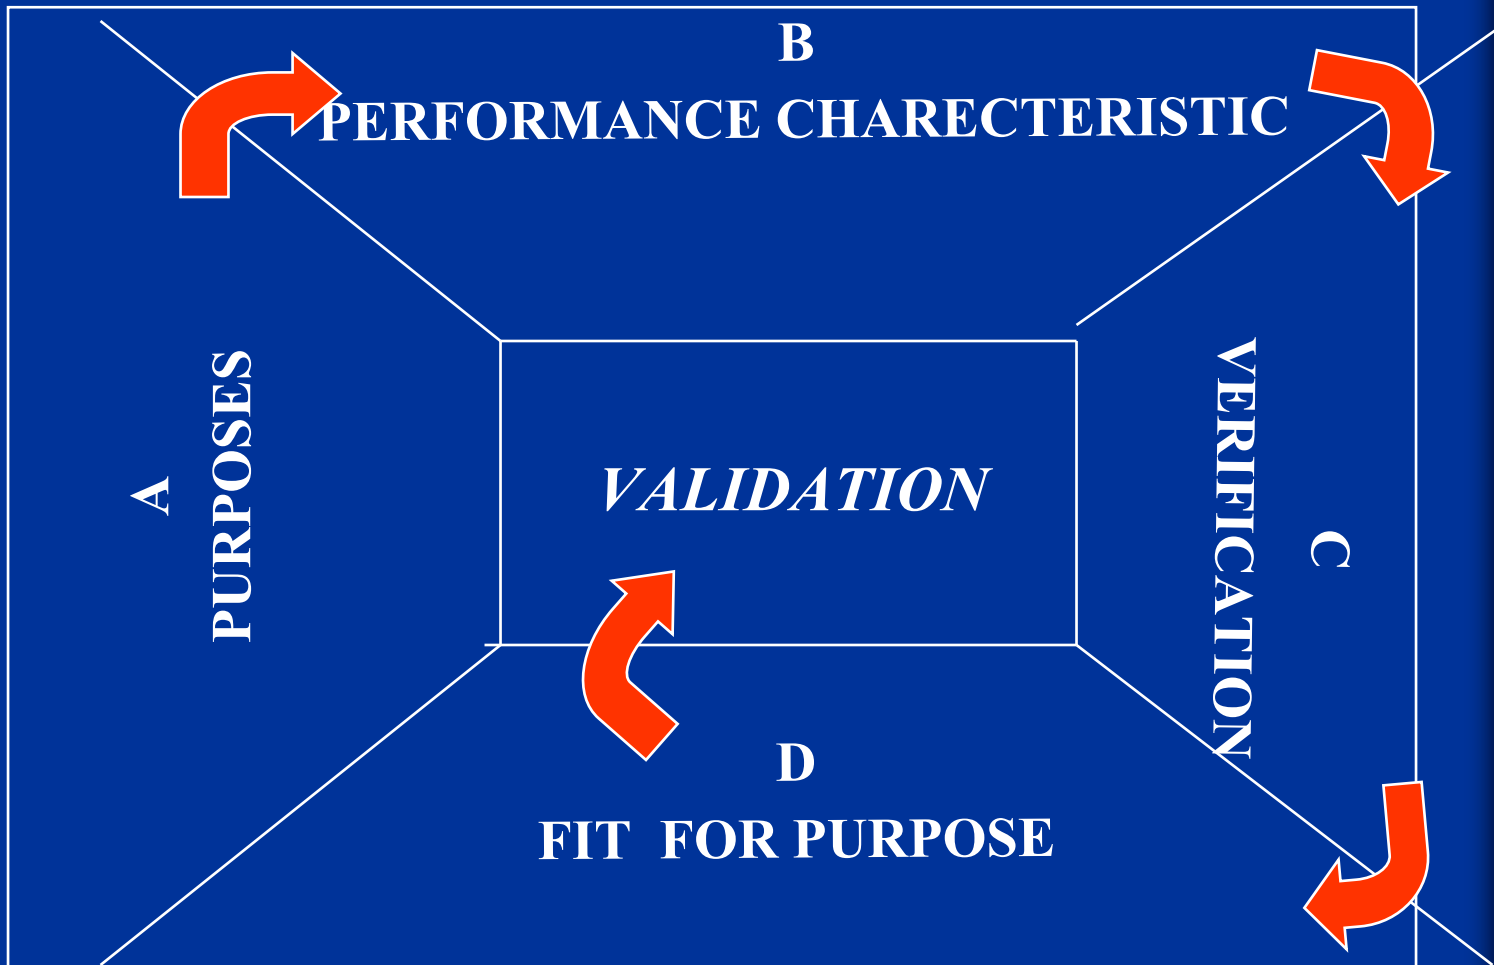 B
PERFORMANCE CHARECTERISTIC
A
PURPOSES
VALIDATION
VERIFICATION
C
D
FIT FOR PURPOSE